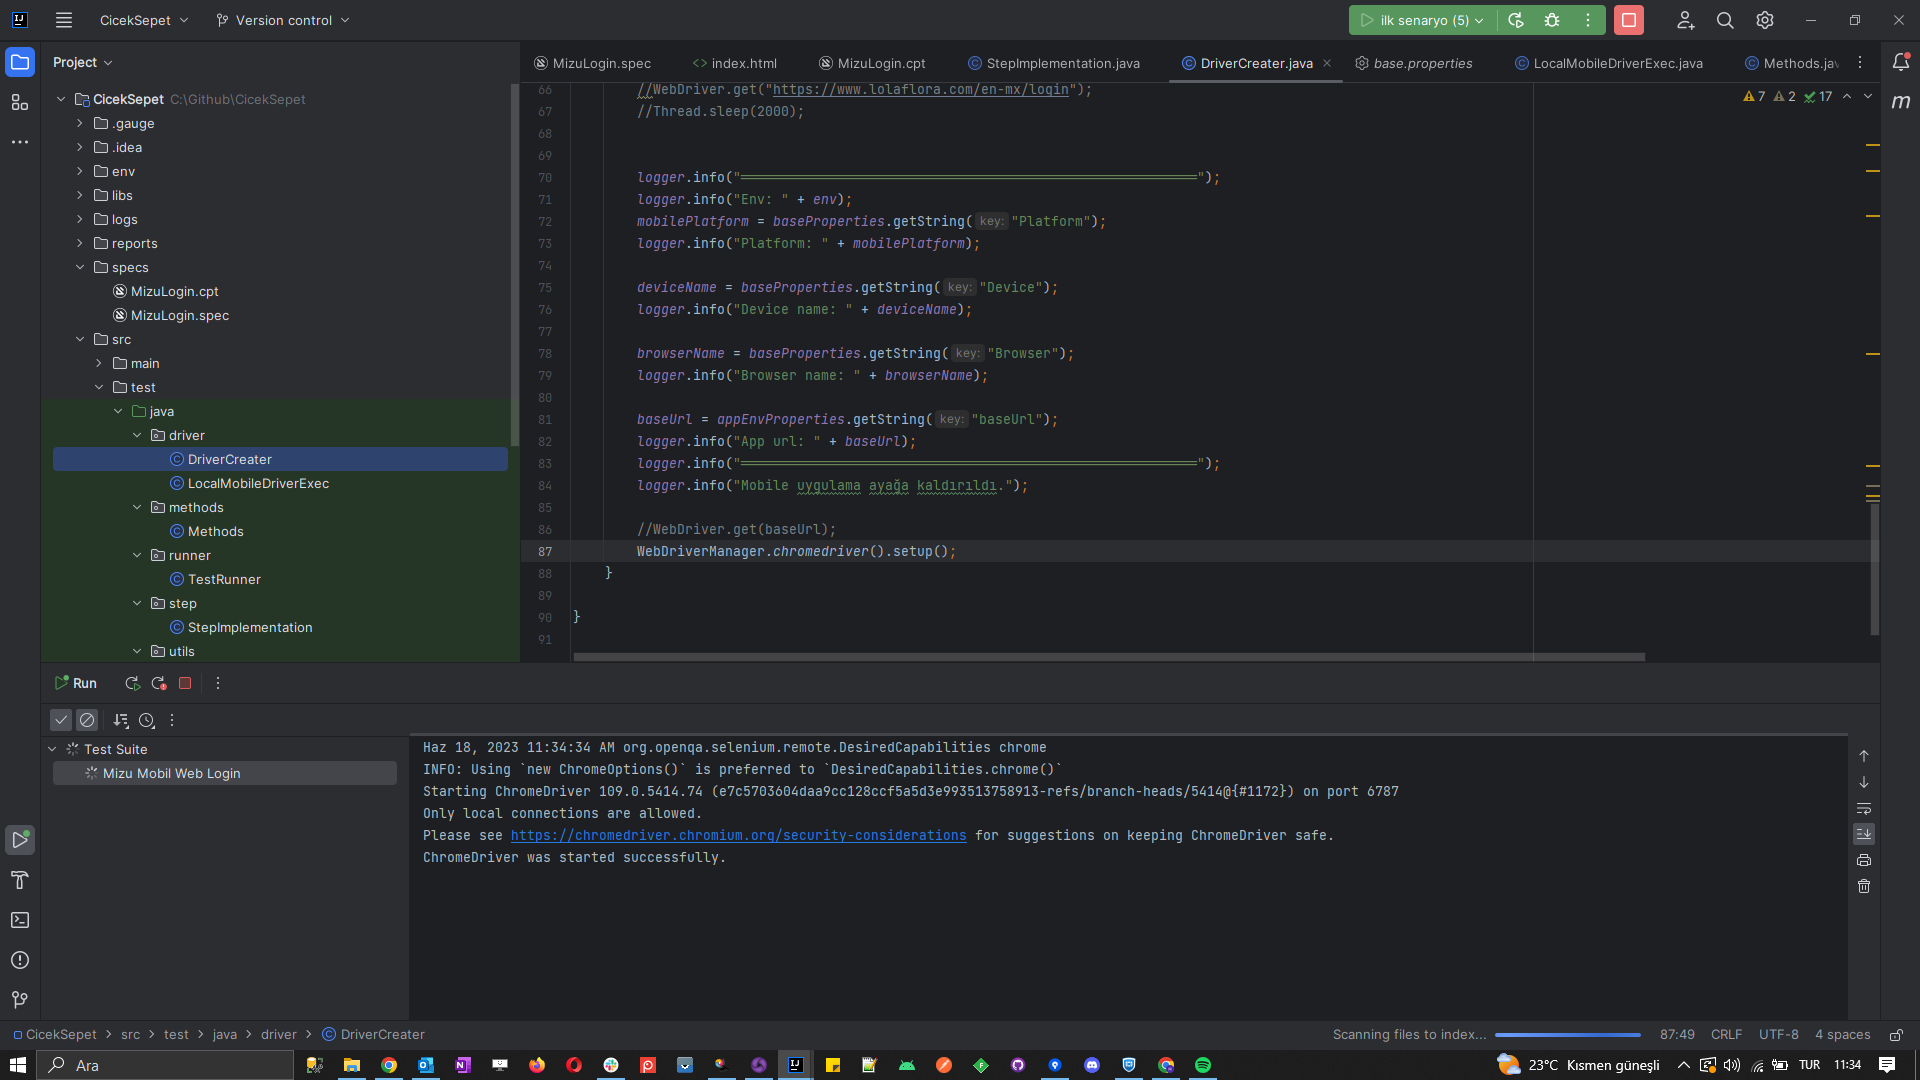 CicekSepet
Version control
ilk senaryo (5)
Project
MizuLogin.spec
index.html
MizuLogin.cpt
StepImplementation.java
DriverCreater.java
base.properties
LocalMobileDriverExec.java
Methods.jav
CicekSepet C:\Github\CicekSepet
.gauge
.idea
env
libs
logs
reports
specs
MizuLogin.cpt
MizuLogin.spec
src
main
test
java
driver
DriverCreater
LocalMobileDriverExec
methods
Methods
runner
TestRunner
step
StepImplementation
utils
7 2 17
66 //WebDriver.get("https://www.lolaflora.com/en-mx/login");
67 //Thread.sleep(2000);
68
69
70 logger.info("=========================================================");
71 logger.info("Env: " + env);
72 mobilePlatform = baseProperties.getString( key: "Platform");
73 logger.info("Platform: " + mobilePlatform);
74
75 deviceName = baseProperties.getString( key: "Device");
76 logger.info("Device name: " + deviceName);
77
78 browserName = baseProperties.getString( key: "Browser");
79 logger.info("Browser name: " + browserName);
80
81 baseUrl = appEnvProperties.getString( key: "baseUrl");
82 logger.info("App url: " + baseUrl);
83 logger.info("=========================================================");
84 logger.info("Mobile uygulama ayağa kaldırıldı.");
85
86 //WebDriver.get(baseUrl);
87 WebDriverManager.chromedriver().setup();
88 }
89
90 }
91
Run
Test Suite
Mizu Mobil Web Login
Haz 18, 2023 11:34:34 AM org.openqa.selenium.remote.DesiredCapabilities chrome
INFO: Using `new ChromeOptions()` is preferred to `DesiredCapabilities.chrome()`
Starting ChromeDriver 109.0.5414.74 (e7c5703604daa9cc128ccf5a5d3e993513758913-refs/branch-heads/5414@{#1172}) on port 6787
Only local connections are allowed.
Please see https://chromedriver.chromium.org/security-considerations for suggestions on keeping ChromeDriver safe.
ChromeDriver was started successfully.
CicekSepet > src > test > java > driver > DriverCreater
Scanning files to index...
87:49 CRLF UTF-8 4 spaces
Ara
23°C Kısmen güneşli
TUR 11:34